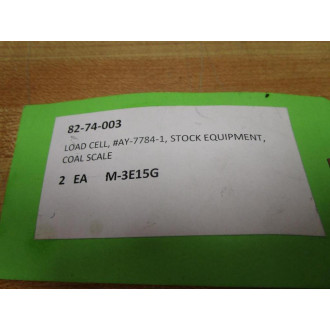 82-74-003
LOAD CELL, #AY-7784-1, STOCK EQUIPMENT,
COAL SCALE
2 EA M-3E15G